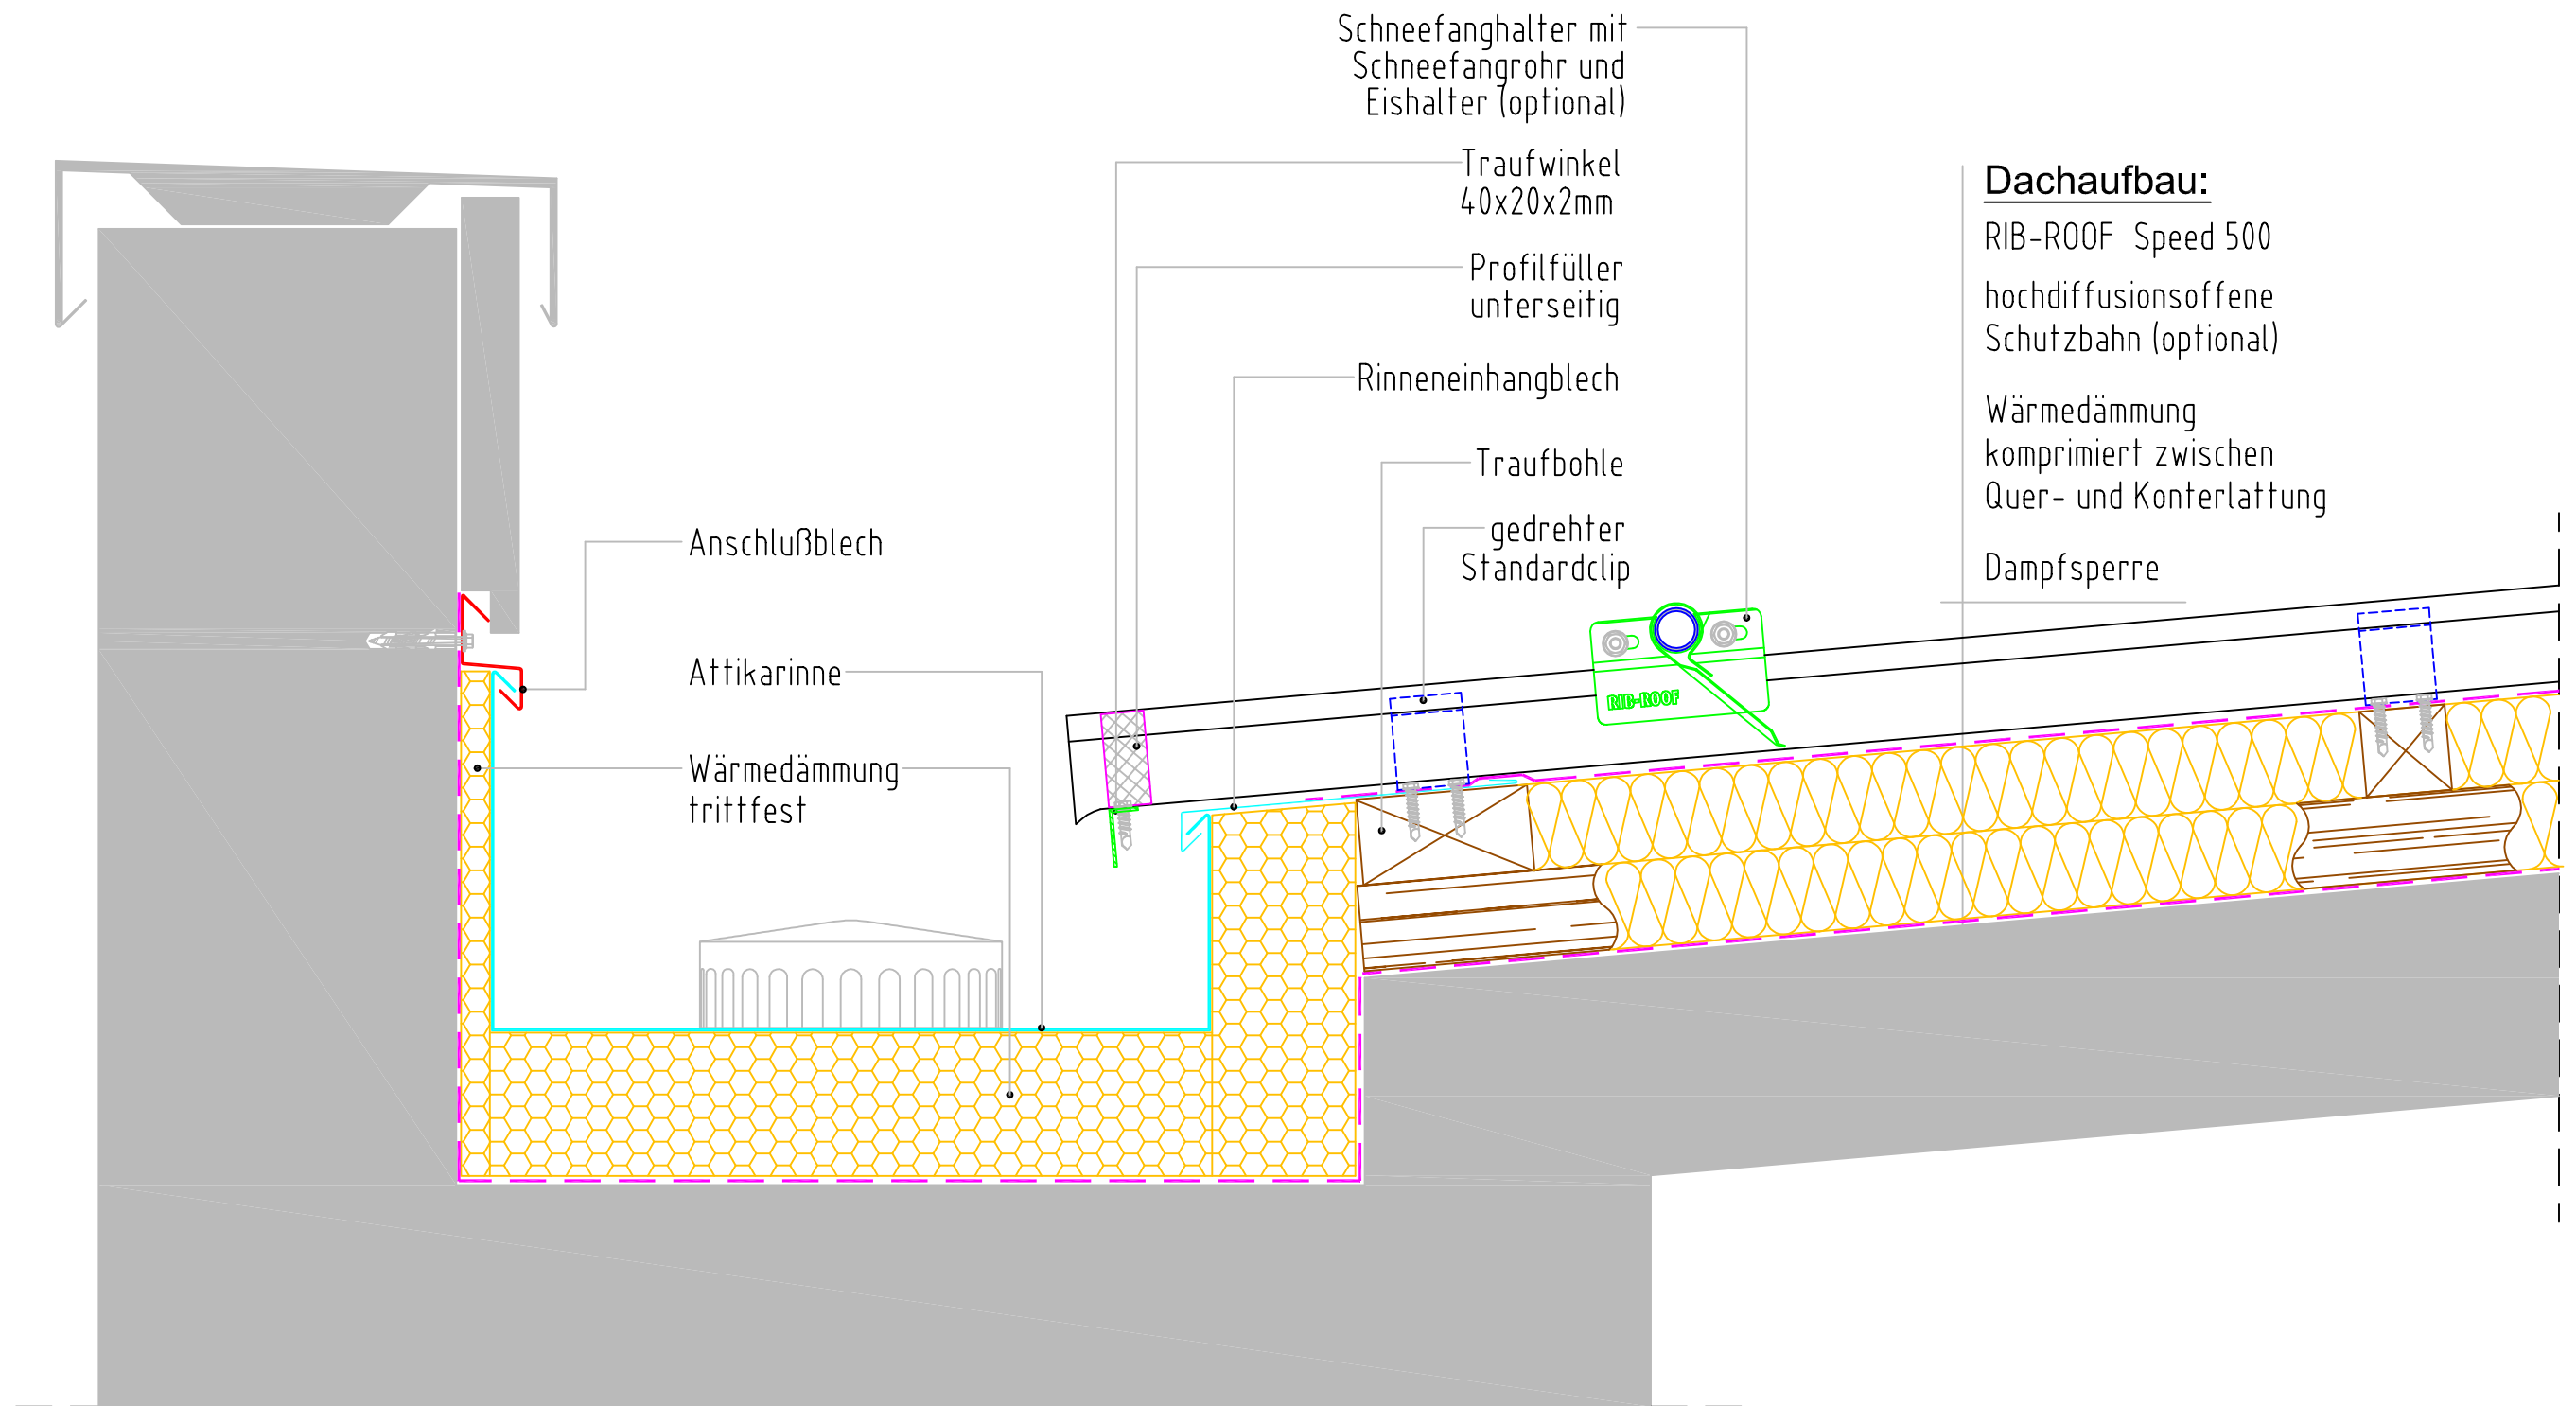 Schneefanghalter mit
Schneefangrohr und
Eishalter (optional)
Traufwinkel
40x20x2mm
Profilfüller
unterseitig
Rinneneinhangblech
Traufbohle
gedrehter
Standardclip
Dachaufbau:
RIB-ROOF Speed 500
hochdiffusionsoffene
Schutzbahn (optional)
Wärmedämmung
komprimiert zwischen
Quer- und Konterlattung
Dampfsperre
Anschlußblech
Attikarinne
Wärmedämmung
trittfest
RIB-ROOF